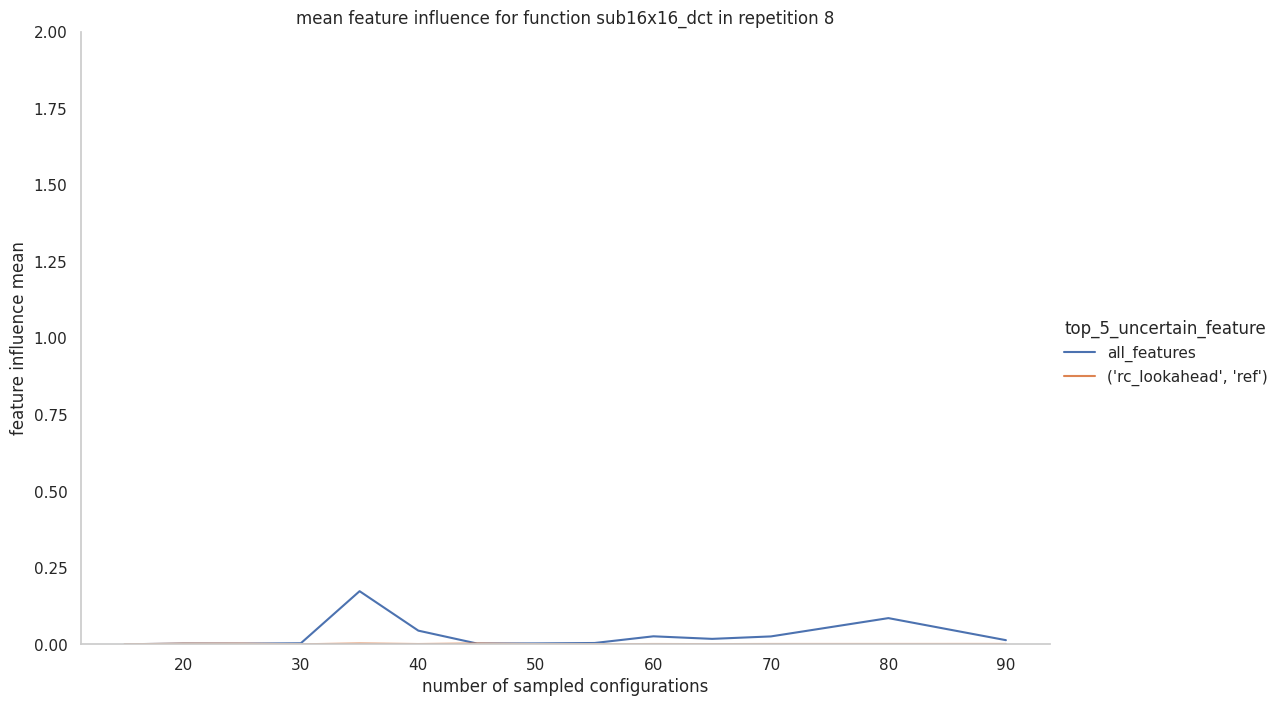 mean feature influence for function sub16x16_dct in repetition 8
2.00
1.75
1.50
1.25
1.00
0.75
0.50
0.25
0.00
feature influence mean
20 30 40 50 60 70 80 90
number of sampled configurations
top_5_uncertain_feature
all_features
('rc_lookahead', 'ref')